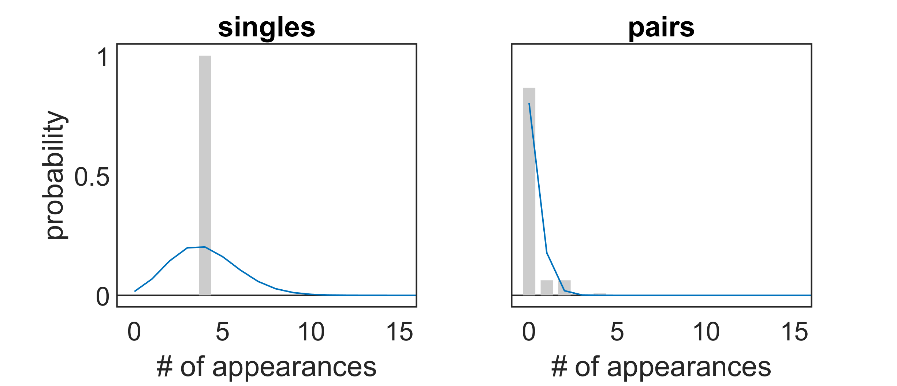 singles
probability
1
0.5
0
0 5 10 15
# of appearances
pairs
0 5 10 15
# of appearances